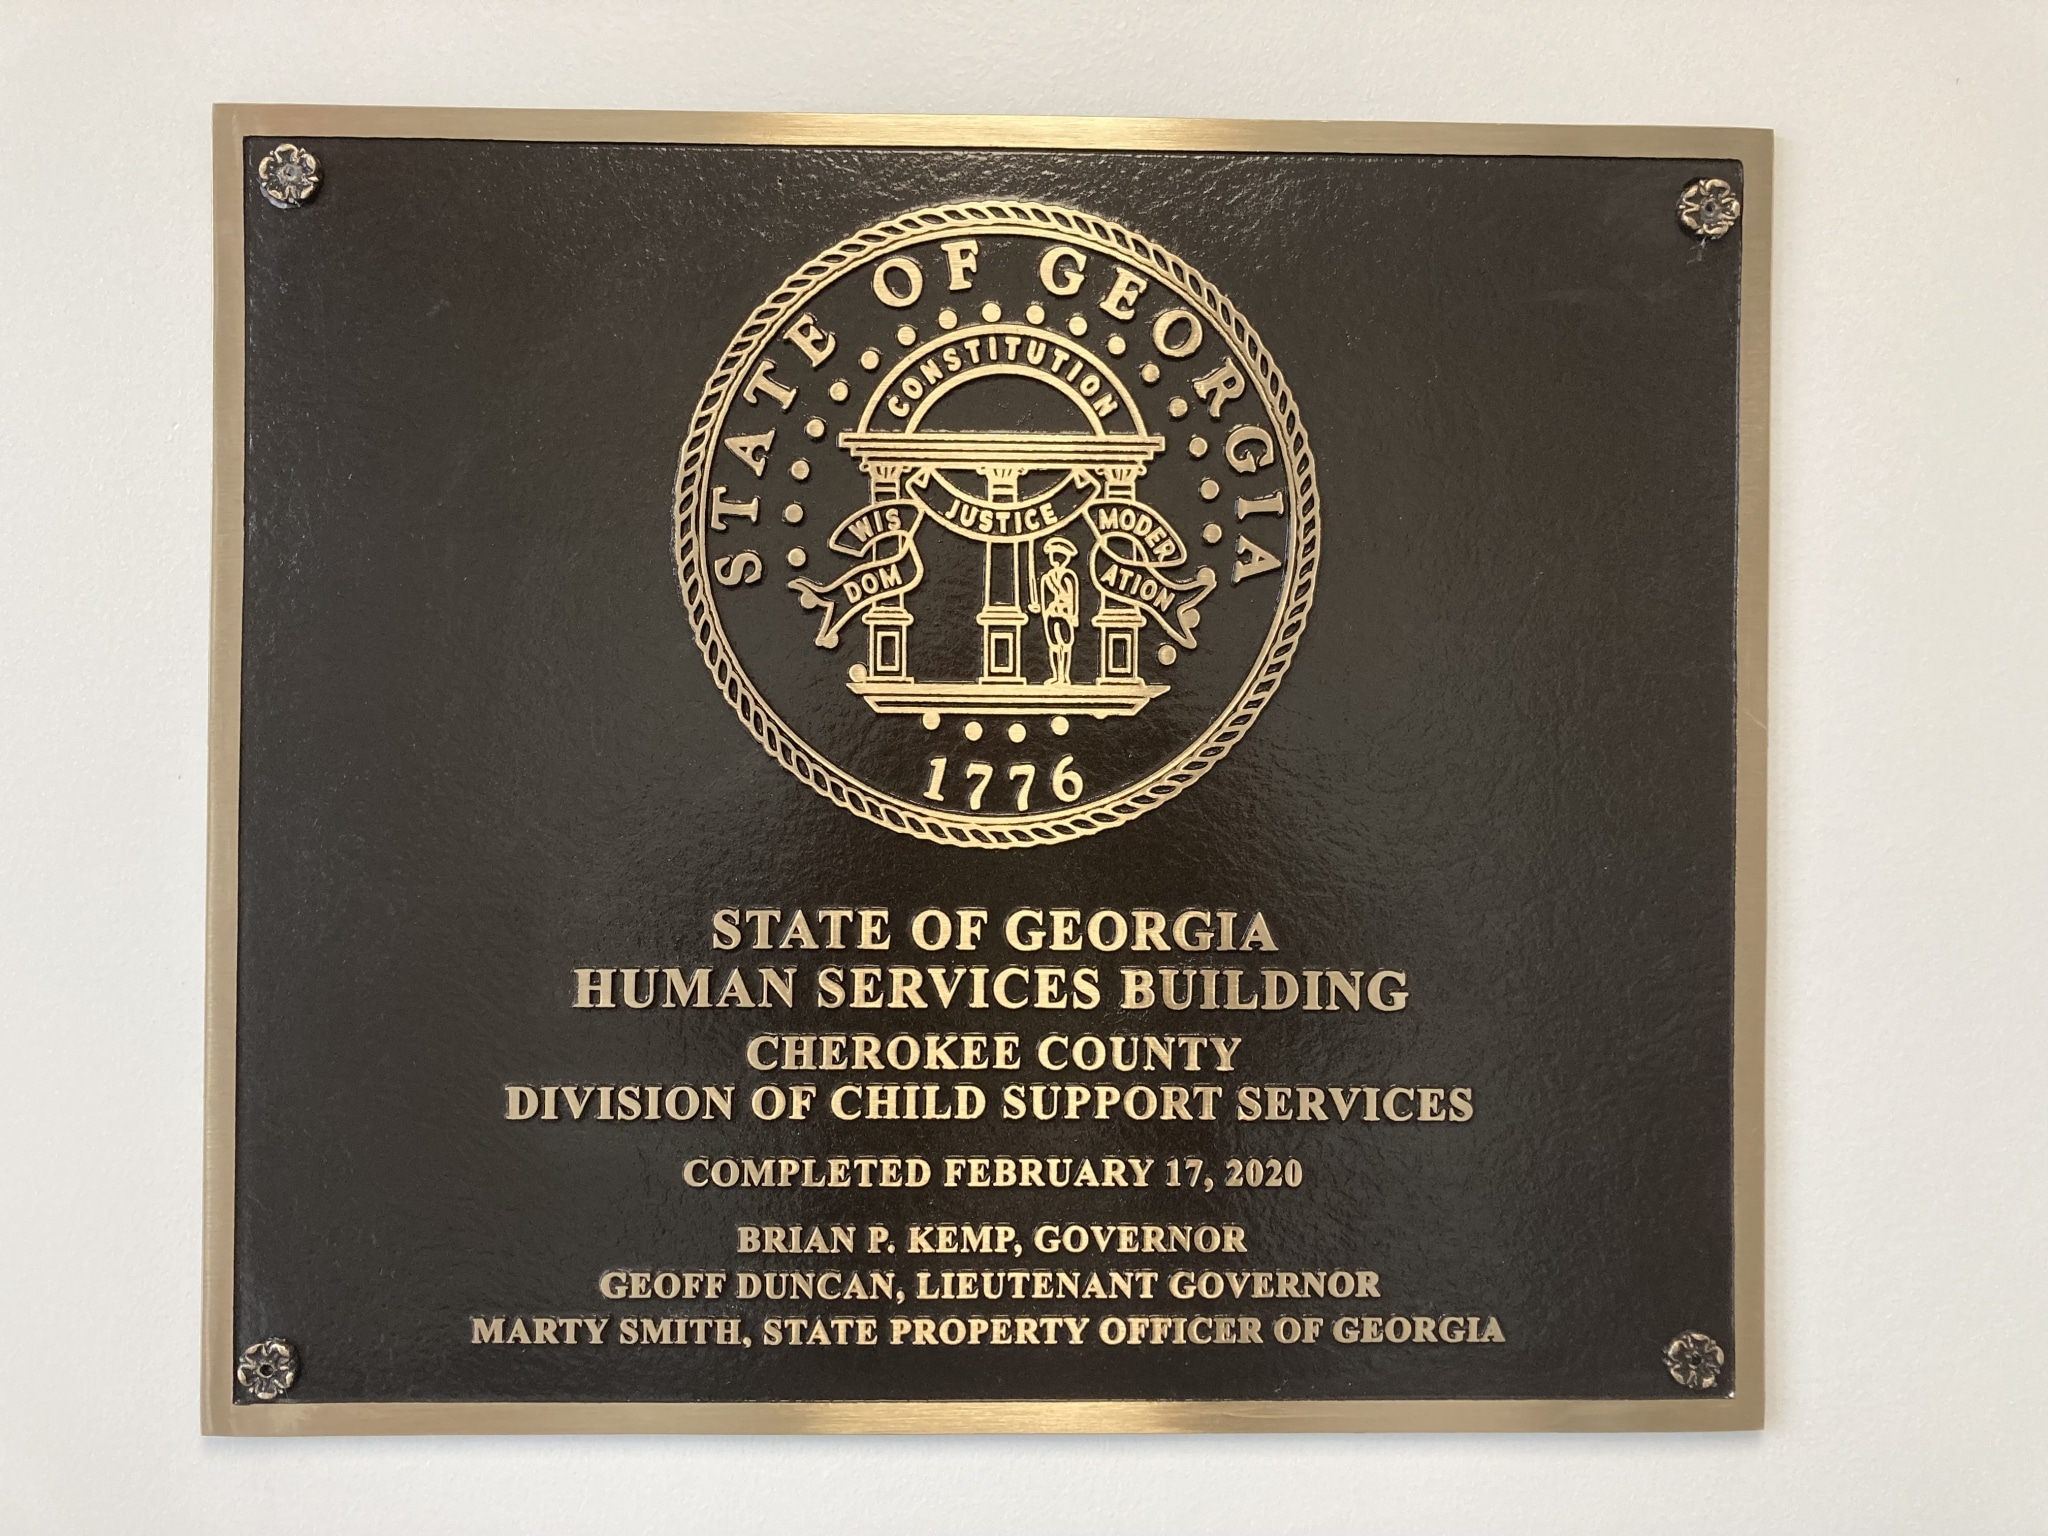 STATE OF GEORGIA
CONSTITUTION
JUSTICE
WIS
DOM
MODER
ATION
1776
STATE OF GEORGIA
HUMAN SERVICES BUILDING
CHEROKEE COUNTY
DIVISION OF CHILD SUPPORT SERVICES
COMPLETED FEBRUARY 17, 2020
BRIAN P. KEMP, GOVERNOR
GEOFF DUNCAN, LIEUTENANT GOVERNOR
MARTY SMITH, STATE PROPERTY OFFICER OF GEORGIA